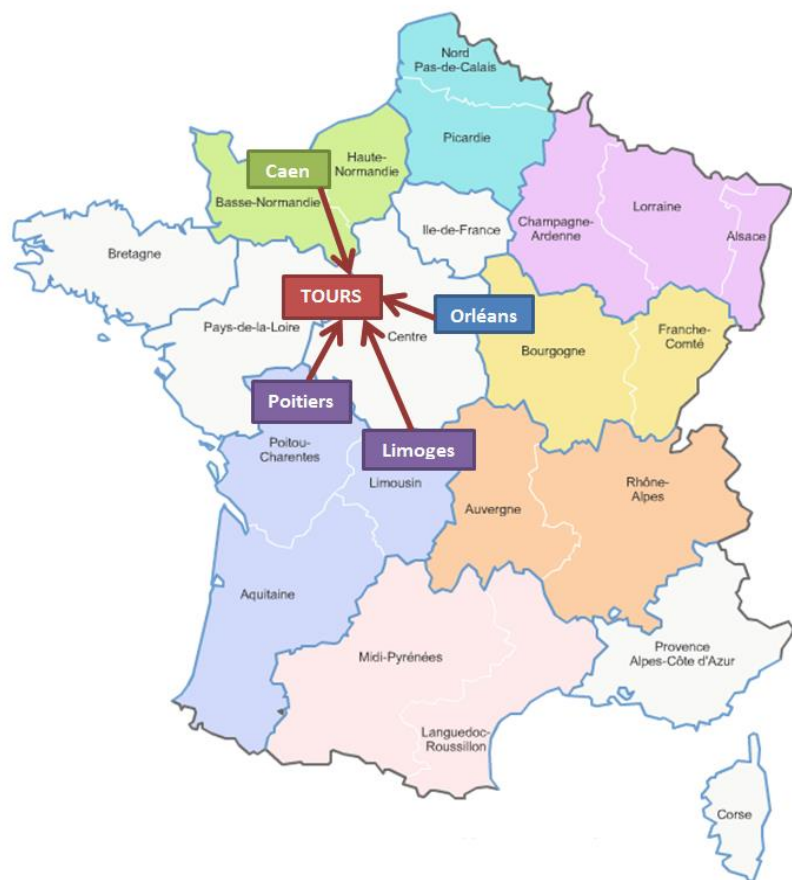 Nord
Pas-de-Calais
Picardie
Haute-
Normandie
Caen
Basse-Normandie
Ile-de-France
Champagne-
Ardenne
Lorraine
Alsace
Bretagne
TOURS
Orléans
Pays-de-la-Loire
Centre
Bourgogne
Franche-
Comté
Poitiers
Poitou-
Charentes
Limoges
Limousin
Auvergne
Rhône-
Alpes
Aquitaine
Midi-Pyrénées
Provence
Alpes-Côte d'Azur
Languedoc-
Roussillon
Corse